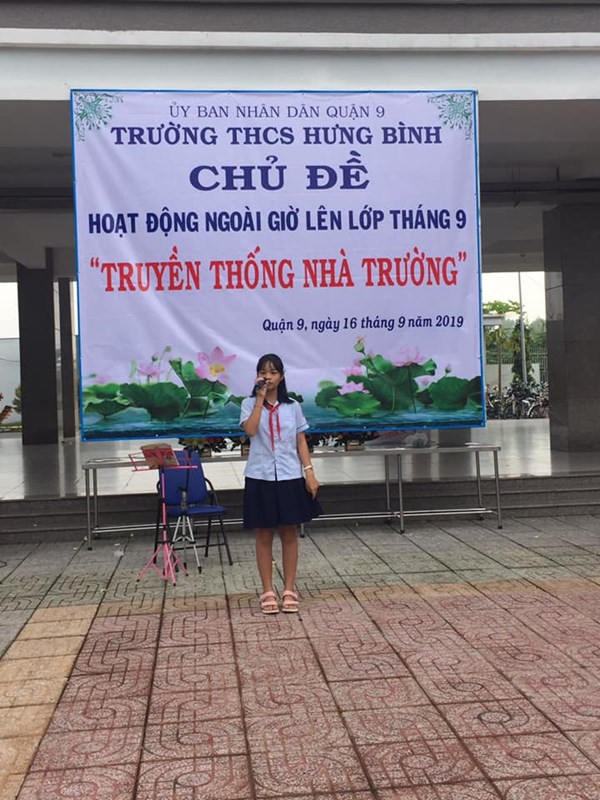 ỦY BAN NHÂN DÂN QUẬN 9
TRƯỜNG THCS HƯNG BÌNH
CHỦ ĐỀ
HOẠT ĐỘNG NGOÀI GIỜ LÊN LỚP THÁNG 9
“TRUYỀN THỐNG NHÀ TRƯỜNG”
Quận 9, ngày 16 tháng 9 năm 2019